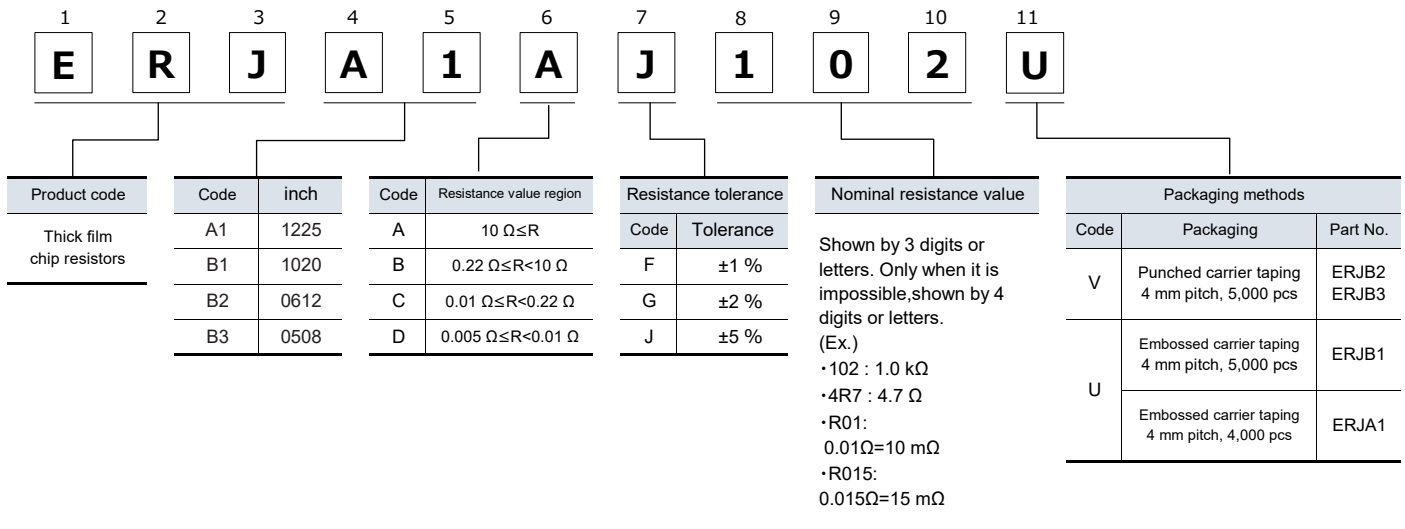 1 2 3 4 5 6 7 8 9 10 11
E R J A 1 A J 1 0 2 U
Product code
Thick film
chip resistors
Code inch
A1 1225
B1 1020
B2 0612
B3 0508
Code Resistance value region
A 10 Ω≤R
B 0.22 Ω≤R<10 Ω
C 0.01 Ω≤R<0.22 Ω
D 0.005 Ω≤R<0.01 Ω
Resistance tolerance
Code Tolerance
F ±1 %
G ±2 %
J ±5 %
Nominal resistance value
Shown by 3 digits or
letters. Only when it is
impossible,shown by 4
digits or letters.
(Ex.)
・102 : 1.0 kΩ
・4R7 : 4.7 Ω
・R01:
0.01Ω=10 mΩ
・R015:
0.015Ω=15 mΩ
Packaging methods
Code Packaging Part No.
V Punched carrier taping
4 mm pitch, 5,000 pcs
ERJB2
ERJB3
U Embossed carrier taping
4 mm pitch, 5,000 pcs
ERJB1
Embossed carrier taping
4 mm pitch, 4,000 pcs
ERJA1